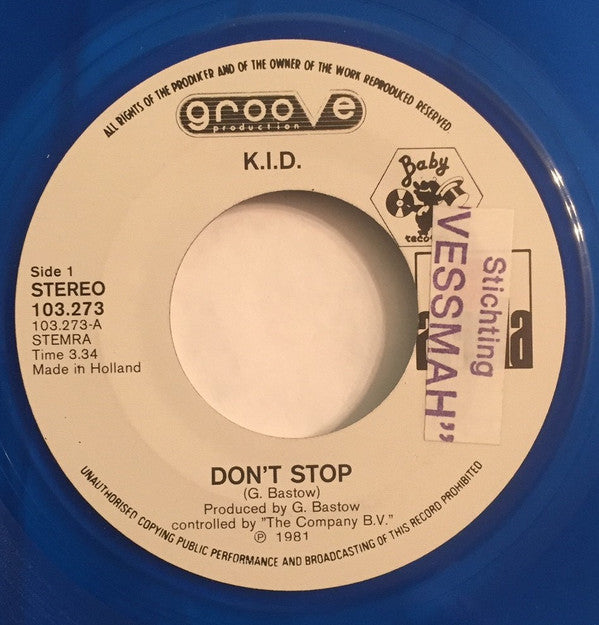 ALL RIGHTS OF THE PRODUCER AND OF THE OWNER OF THE WORK REPRODUCED RESERVED
groove
production
K.I.D.
Baby
Side 1
STEREO
103.273
103.273-A
STEMRA
Time 3.34
Made in Holland
Stichting
VESSMAH"
DON'T STOP
(G. Bastow)
Produced by G. Bastow
controlled by "The Company B.V."
℗ 1981
UNAUTHORISED COPYING PUBLIC PERFORMANCE AND BROADCASTING OF THIS RECORD PROHIBITED